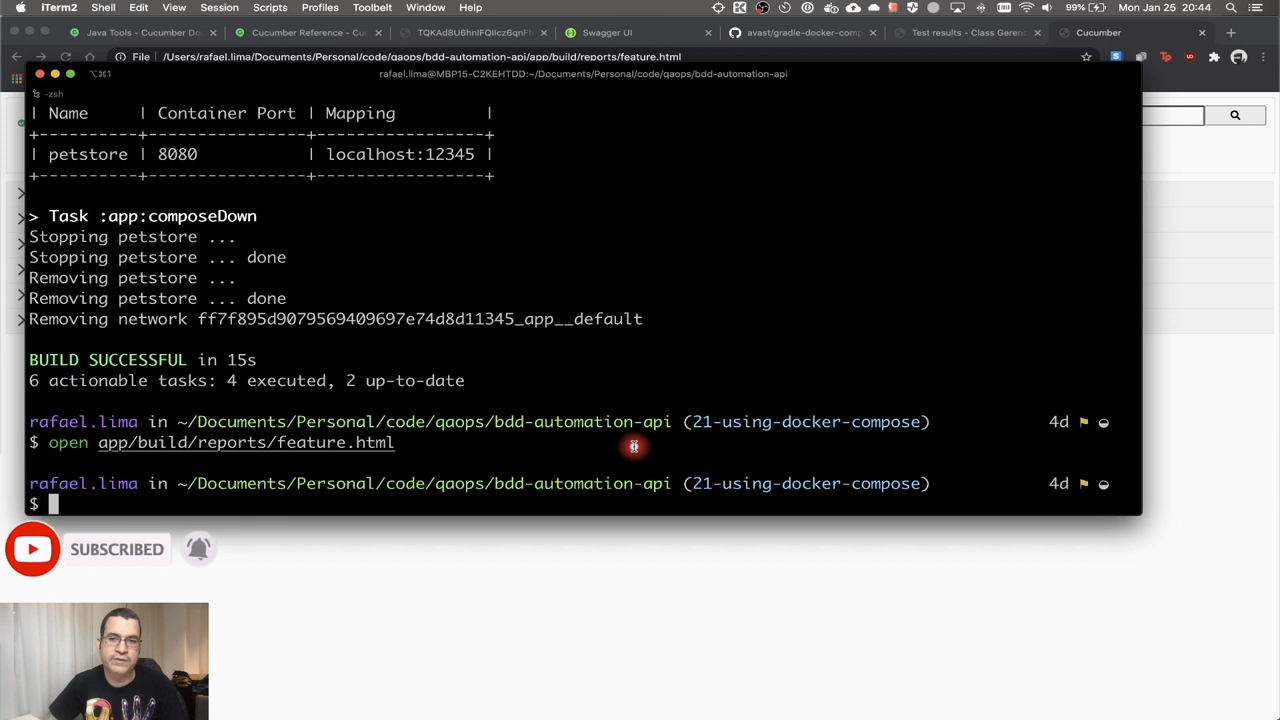 iTerm2 Shell Edit View Session Scripts Profiles Toolbelt Window Help 99% Mon Jan 25 20:44
Java Tools - Cucumber Do
Cucumber Reference - Cuc
Swagger UI
avast/gradle-docker-comp
Test results - Class Gerenc
Cucumber
File /Users/rafael.lima/Documents/Personal/code/qaops/bdd-automation-api/app/build/reports/feature.html
⌥⌘1 rafael.lima@MBP15-C2KEHTDD:~/Documents/Personal/code/qaops/bdd-automation-api
-zsh
| Name | Container Port | Mapping |
+----------+----------------+-----------------+
| petstore | 8080 | localhost:12345 |
+----------+----------------+-----------------+
> Task :app:composeDown
Stopping petstore ...
Stopping petstore ... done
Removing petstore ...
Removing petstore ... done
Removing network ff7f895d9079569409697e74d8d11345_app__default
BUILD SUCCESSFUL in 15s
6 actionable tasks: 4 executed, 2 up-to-date
rafael.lima in ~/Documents/Personal/code/qaops/bdd-automation-api (21-using-docker-compose) 4d
$ open app/build/reports/feature.html
rafael.lima in ~/Documents/Personal/code/qaops/bdd-automation-api (21-using-docker-compose) 4d
$
SUBSCRIBED